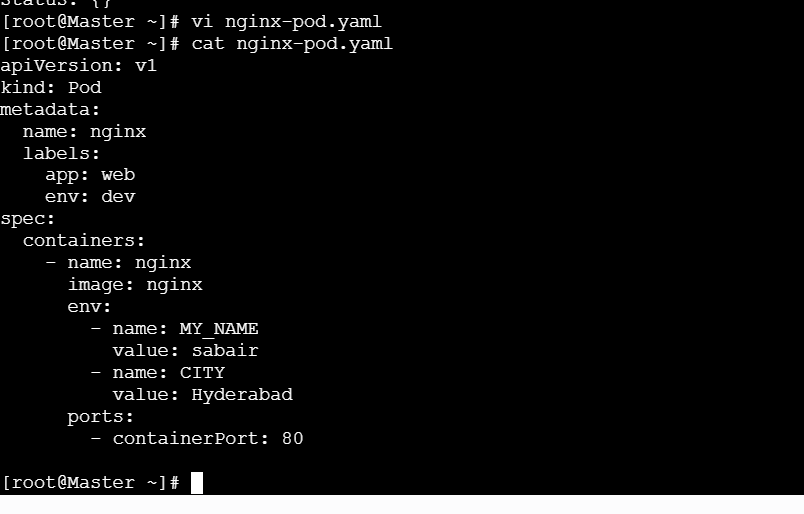 status: {}
[root@Master ~]# vi nginx-pod.yaml
[root@Master ~]# cat nginx-pod.yaml
apiVersion: v1
kind: Pod
metadata:
  name: nginx
  labels:
    app: web
    env: dev
spec:
  containers:
    - name: nginx
      image: nginx
      env:
        - name: MY_NAME
          value: sabair
        - name: CITY
          value: Hyderabad
      ports:
        - containerPort: 80
[root@Master ~]#